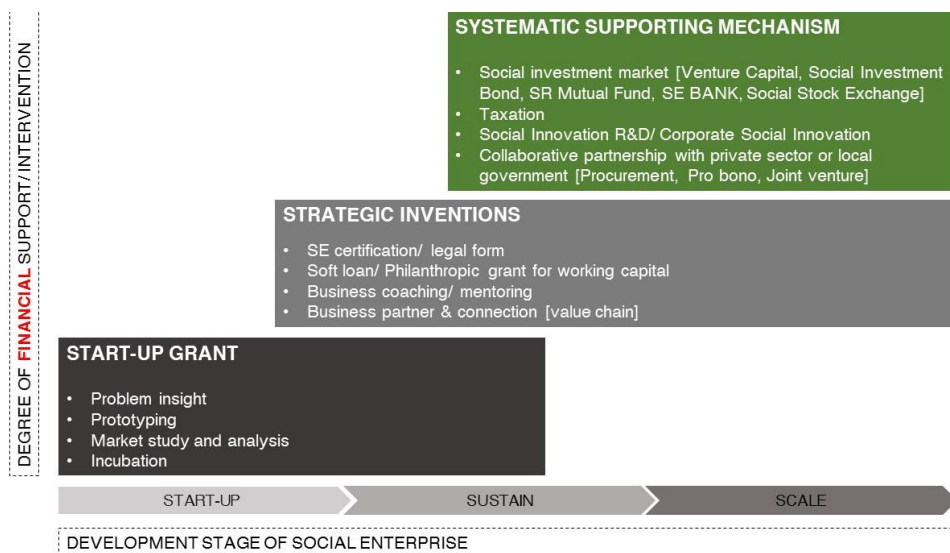 SYSTEMATIC SUPPORTING MECHANISM
• Social investment market [Venture Capital, Social Investment
Bond, SR Mutual Fund, SE BANK, Social Stock Exchange]
• Taxation
• Social Innovation R&D/ Corporate Social Innovation
• Collaborative partnership with private sector or local
government [Procurement, Pro bono, Joint venture]
STRATEGIC INVENTIONS
• SE certification/ legal form
• Soft loan/ Philanthropic grant for working capital
• Business coaching/ mentoring
• Business partner & connection [value chain]
START-UP GRANT
• Problem insight
• Prototyping
• Market study and analysis
• Incubation
DEGREE OF FINANCIAL SUPPORT/INTERVENTION
START-UP
SUSTAIN
SCALE
DEVELOPMENT STAGE OF SOCIAL ENTERPRISE